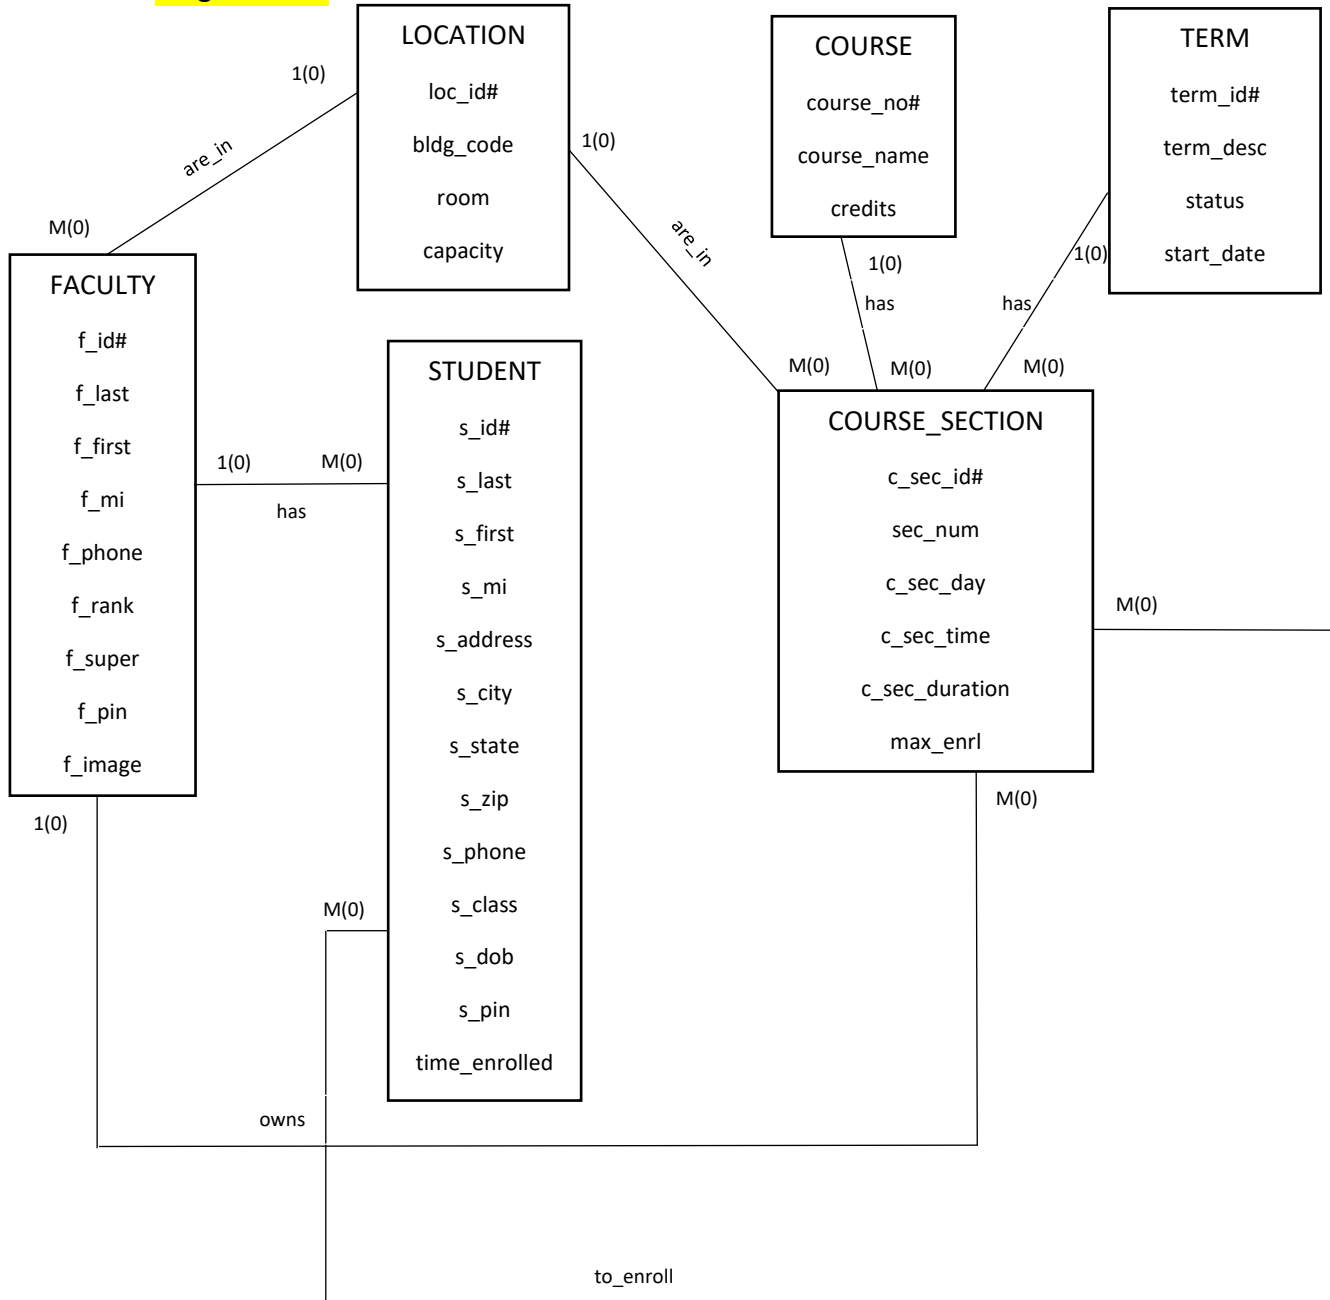 LOCATION
loc_id#
bldg_code
room
capacity
COURSE
course_no#
course_name
credits
TERM
term_id#
term_desc
status
start_date
1(0)
are_in
M(0)
1(0)
are_in
M(0)
1(0)
has
M(0)
1(0)
has
M(0)
FACULTY
f_id#
f_last
f_first
f_mi
f_phone
f_rank
f_super
f_pin
f_image
1(0)
1(0)
has
M(0)
STUDENT
s_id#
s_last
s_first
s_mi
s_address
s_city
s_state
s_zip
s_phone
s_class
s_dob
s_pin
time_enrolled
M(0)
COURSE_SECTION
c_sec_id#
sec_num
c_sec_day
c_sec_time
c_sec_duration
max_enrl
M(0)
M(0)
owns
to_enroll